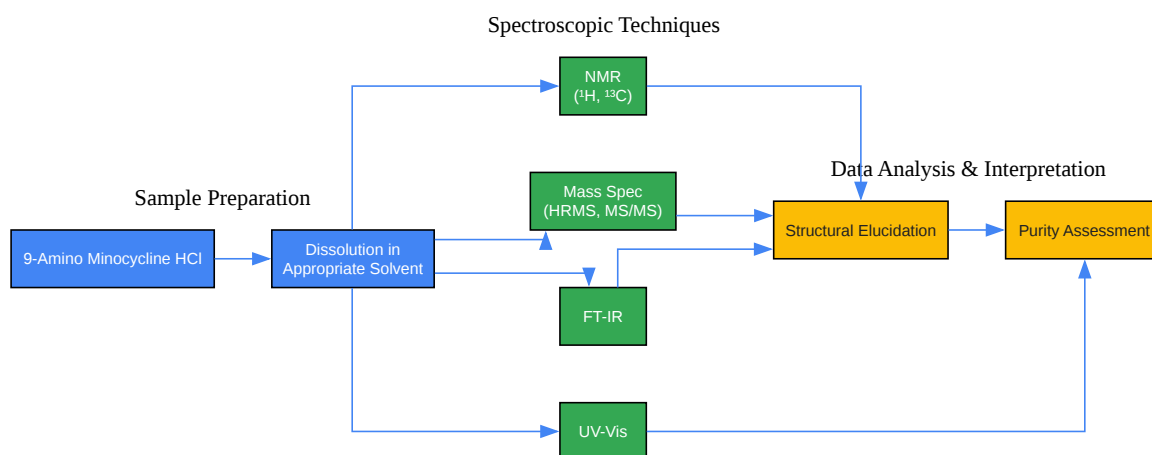 Spectroscopic Techniques
NMR
(¹H, ¹³C)
Data Analysis & Interpretation
Sample Preparation
Mass Spec
(HRMS, MS/MS)
9-Amino Minocycline HCl
Dissolution in
Appropriate Solvent
Structural Elucidation
Purity Assessment
FT-IR
UV-Vis